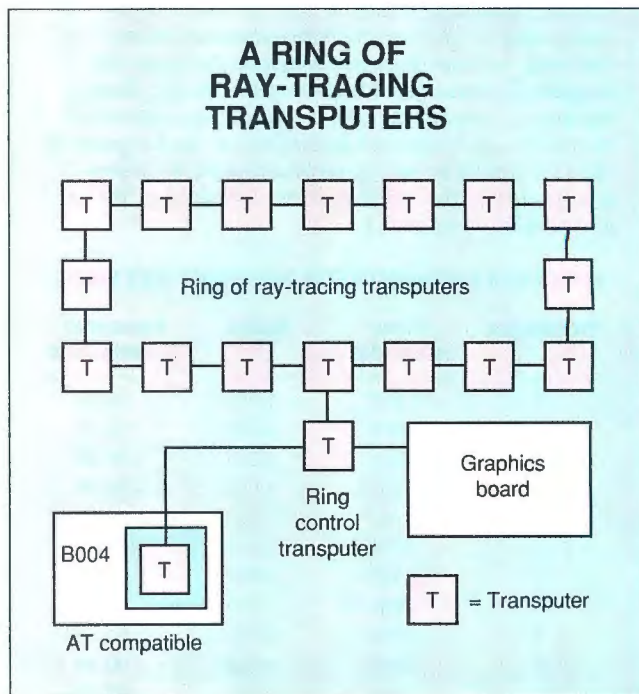 A RING OF
RAY-TRACING
TRANSPUTERS
T T T T T T T
T Ring of ray-tracing transputers T
T T T T T T T
T
Graphics
board
Ring
control
transputer
B004
T
AT compatible
T = Transputer